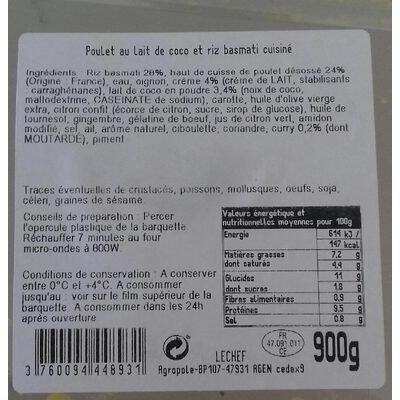 Poulet au lait de coco et riz basmati cuisiné
Ingrédients : Riz basmati 28%, haut de cuisse de poulet désossé 24%
(Origine : France), eau, oignon, crème 4% (crème de LAIT, stabilisants
: carraghénanes), lait de coco en poudre 3,4% (noix de coco,
maltodextrine, CASEINATE de sodium), carotte, huile d'olive vierge
extra, citron confit (écorce de citron, sucre, sirop de glucose), huile de
tournesol, gingembre, gélatine de boeuf, jus de citron vert, amidon
modifié, sel, ail, arôme naturel, ciboulette, coriandre, curry 0,2% (dont
MOUTARDE), piment
Traces éventuelles de crustacés, poissons, mollusques, oeufs, soja,
céleri, graines de sésame.
Conseils de préparation : Percer
l'opercule plastique de la barquette
Réchauffer 7 minutes au four
micro-ondes à 800W.
Conditions de conservation : A conserver
entre 0°C et +4°C. A consommer
jusqu'au : voir sur le film supérieur de la
barquette. A consommer dans les 24h
après ouverture
Valeurs énergétique et
nutritionnelles moyennes pour 100g
Energie 614 kJ /
147 kcal
Matières grasses 7.2 g
dont saturés 4.4 g
Glucides 11 g
dont sucres 1.8 g
Fibres alimentaires 0.9 g
Protéines 9.5 g
Sel 0.8 g
3 760094 448931
LECHEF
Agropole-BP107-47931 AGEN cedex9
FR
47.091.011
CE
900g